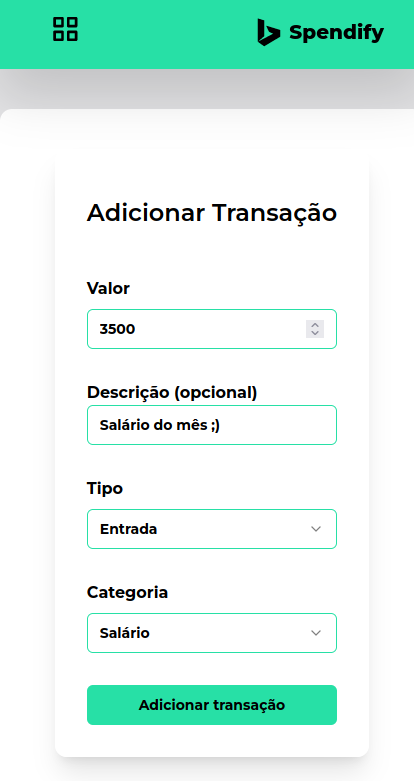 Spendify
Adicionar Transação
Valor
3500
Descrição (opcional)
Salário do mês ;)
Tipo
Entrada
Categoria
Salário
Adicionar transação